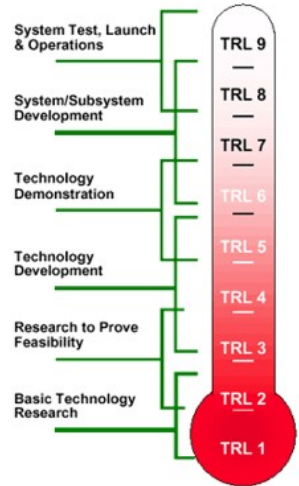 System Test, Launch
& Operations
System/Subsystem
Development
Technology
Demonstration
Technology
Development
Research to Prove
Feasibility
Basic Technology
Research
TRL 9
TRL 8
TRL 7
TRL 6
TRL 5
TRL 4
TRL 3
TRL 2
TRL 1